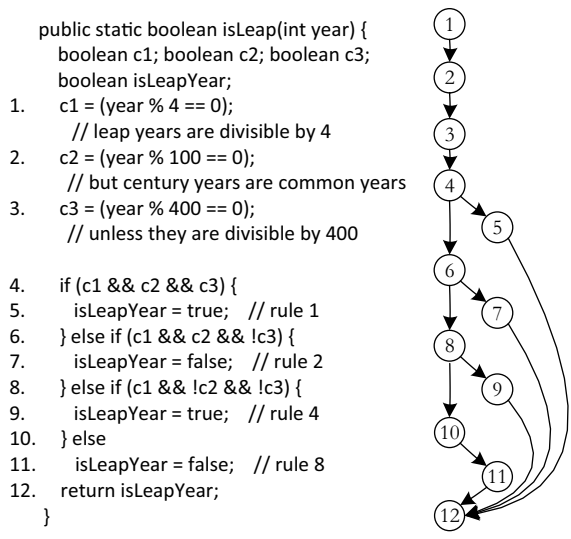 public static boolean isLeap(int year) {
boolean c1; boolean c2; boolean c3;
boolean isLeapYear;
1. c1 = (year % 4 == 0);
// leap years are divisible by 4
2. c2 = (year % 100 == 0);
// but century years are common years
3. c3 = (year % 400 == 0);
// unless they are divisible by 400
4. if (c1 && c2 && c3) {
5. isLeapYear = true; // rule 1
6. } else if (c1 && c2 && !c3) {
7. isLeapYear = false; // rule 2
8. } else if (c1 && !c2 && !c3) {
9. isLeapYear = true; // rule 4
10. } else
11. isLeapYear = false; // rule 8
12. return isLeapYear;
}
1
2
3
4
5
6
7
8
9
10
11
12